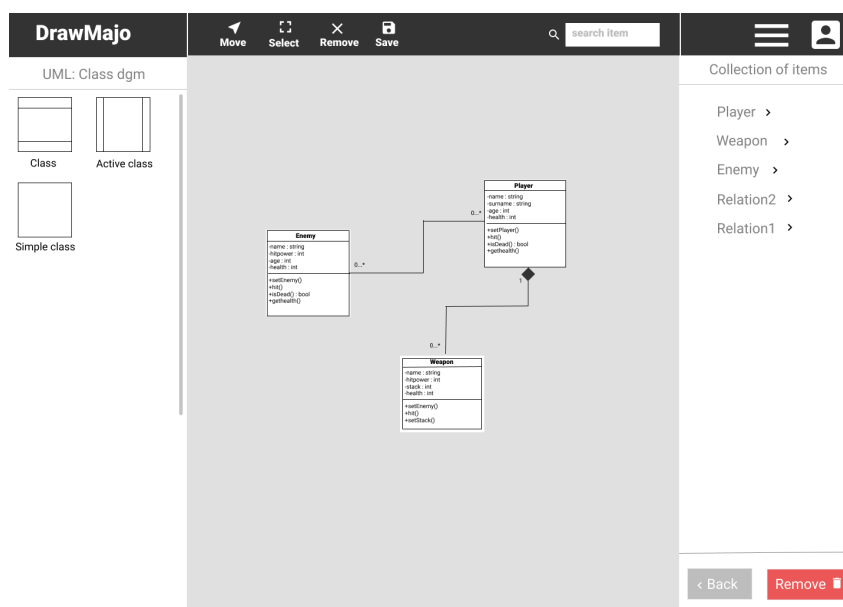 DrawMajo
Move
Select
Remove
Save
search item
UML: Class dgm
Class
Active class
Simple class
Player
-name : string
-surname : string
-age : int
-health : int
+setPlayer()
+hit()
+isDead() : bool
+gethealth()
0...*
Enemy
-name : string
-hitpower : int
-age : int
-health : int
+setEnemy()
+hit()
+isDead() : bool
+gethealth()
0...*
1
0...*
Weapon
-name : string
-hitpower : int
-stack : int
-health : int
+setEnemy()
+hit()
+setStack()
Collection of items
Player >
Weapon >
Enemy >
Relation2 >
Relation1 >
‹ Back
Remove